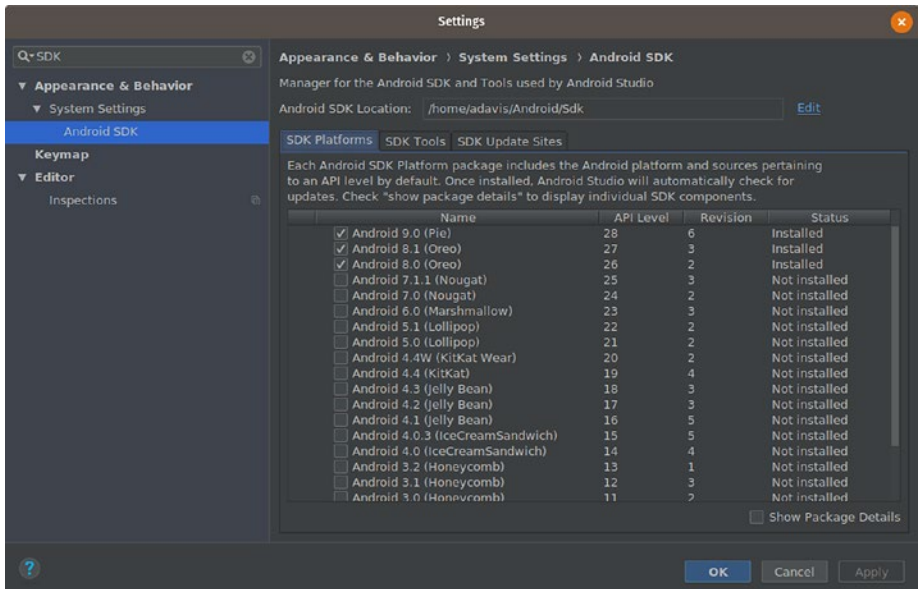 Settings
SDK
Appearance & Behavior
System Settings
Android SDK
Keymap
Editor
Inspections
Appearance & Behavior 〉 System Settings 〉 Android SDK
Manager for the Android SDK and Tools used by Android Studio
Android SDK Location: /home/adavis/Android/Sdk Edit
SDK Platforms SDK Tools SDK Update Sites
Each Android SDK Platform package includes the Android platform and sources pertaining
to an API level by default. Once installed, Android Studio will automatically check for
updates. Check "show package details" to display individual SDK components.
Name API Level Revision Status
Android 9.0 (Pie) 28 6 Installed
Android 8.1 (Oreo) 27 3 Installed
Android 8.0 (Oreo) 26 2 Installed
Android 7.1.1 (Nougat) 25 3 Not installed
Android 7.0 (Nougat) 24 2 Not installed
Android 6.0 (Marshmallow) 23 3 Not installed
Android 5.1 (Lollipop) 22 2 Not installed
Android 5.0 (Lollipop) 21 2 Not installed
Android 4.4W (KitKat Wear) 20 2 Not installed
Android 4.4 (KitKat) 19 4 Not installed
Android 4.3 (Jelly Bean) 18 3 Not installed
Android 4.2 (Jelly Bean) 17 3 Not installed
Android 4.1 (Jelly Bean) 16 5 Not installed
Android 4.0.3 (IceCreamSandwich) 15 5 Not installed
Android 4.0 (IceCreamSandwich) 14 4 Not installed
Android 3.2 (Honeycomb) 13 1 Not installed
Android 3.1 (Honeycomb) 12 3 Not installed
Android 3.0 (Honeycomb) 11 2 Not installed
Show Package Details
? OK Cancel Apply